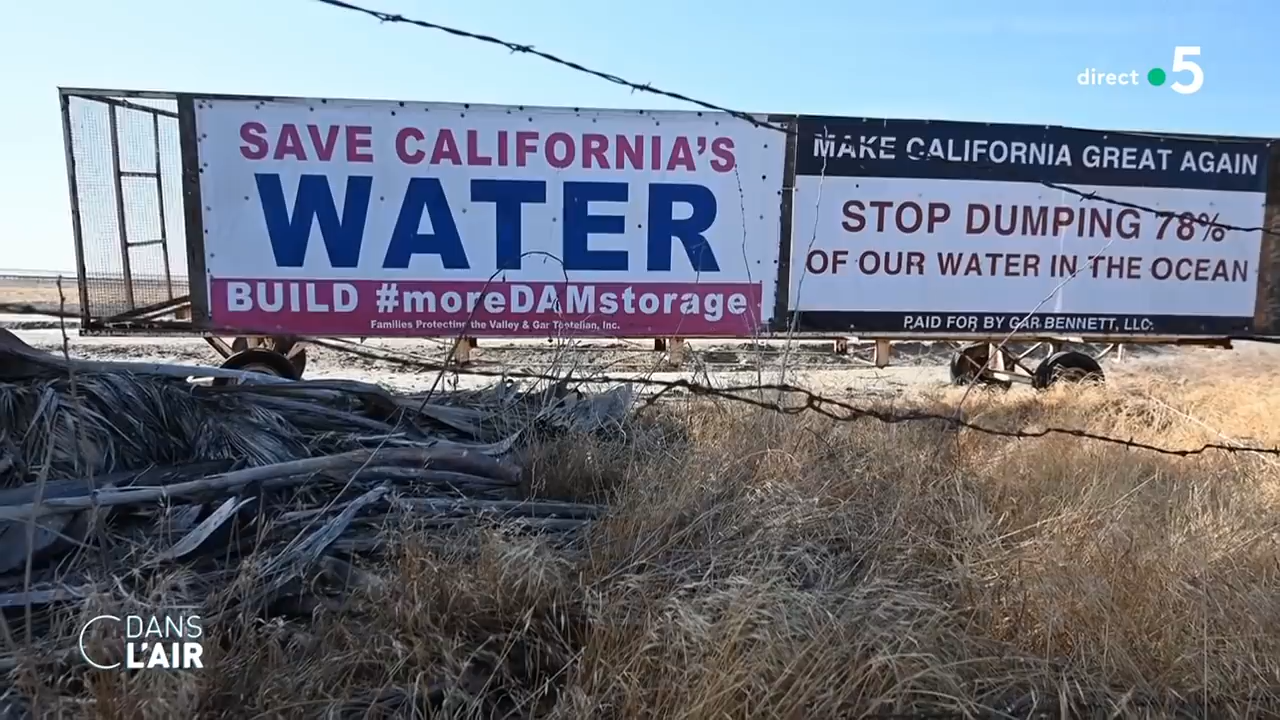 direct 5
SAVE CALIFORNIA'S
WATER
BUILD #moreDAMstorage
Families Protecting the Valley & Gar Tootelian, Inc.
MAKE CALIFORNIA GREAT AGAIN
STOP DUMPING 78%
OF OUR WATER IN THE OCEAN
PAID FOR BY GAR BENNETT, LLC.
C DANS
L'AIR